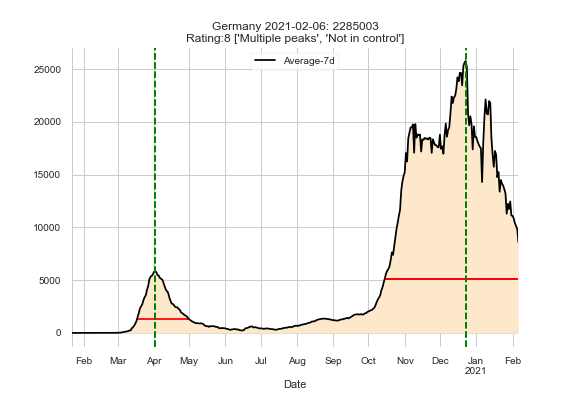 Germany 2021-02-06: 2285003
Rating:8 ['Multiple peaks', 'Not in control']
Average-7d
25000
20000
15000
10000
5000
0
Feb Mar Apr May Jun Jul Aug Sep Oct Nov Dec Jan Feb
2021
Date